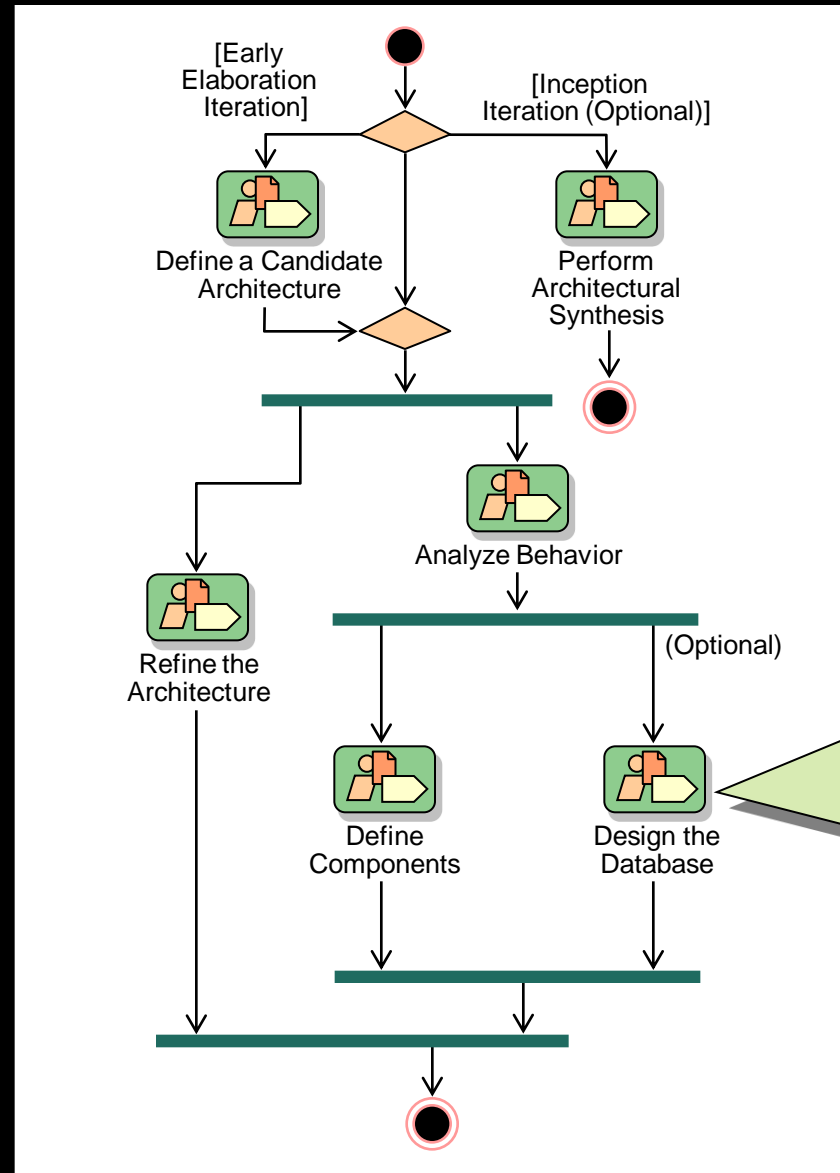 [Early
Elaboration
Iteration]
[Inception
Iteration (Optional)]
Define a Candidate
Architecture
Perform
Architectural
Synthesis
Analyze Behavior
Refine the
Architecture
(Optional)
Define
Components
Design the
Database